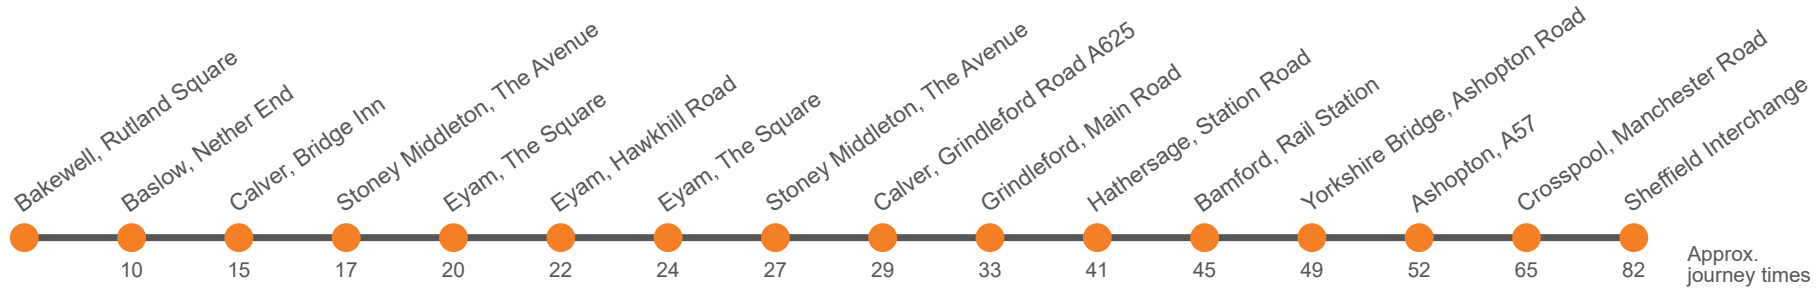 Bakewell, Rutland Square
Baslow, Nether End
Calver, Bridge Inn
Stoney Middleton, The Avenue
Eyam, The Square
Eyam, Hawkhill Road
Eyam, The Square
Stoney Middleton, The Avenue
Calver, Grindleford Road A625
Grindleford, Main Road
Hathersage, Station Road
Bamford, Rail Station
Yorkshire Bridge, Ashopton Road
Ashopton, A57
Crosspool, Manchester Road
Sheffield Interchange
10 15 17 20 22 24 27 29 33 41 45 49 52 65 82
Approx.
journey times